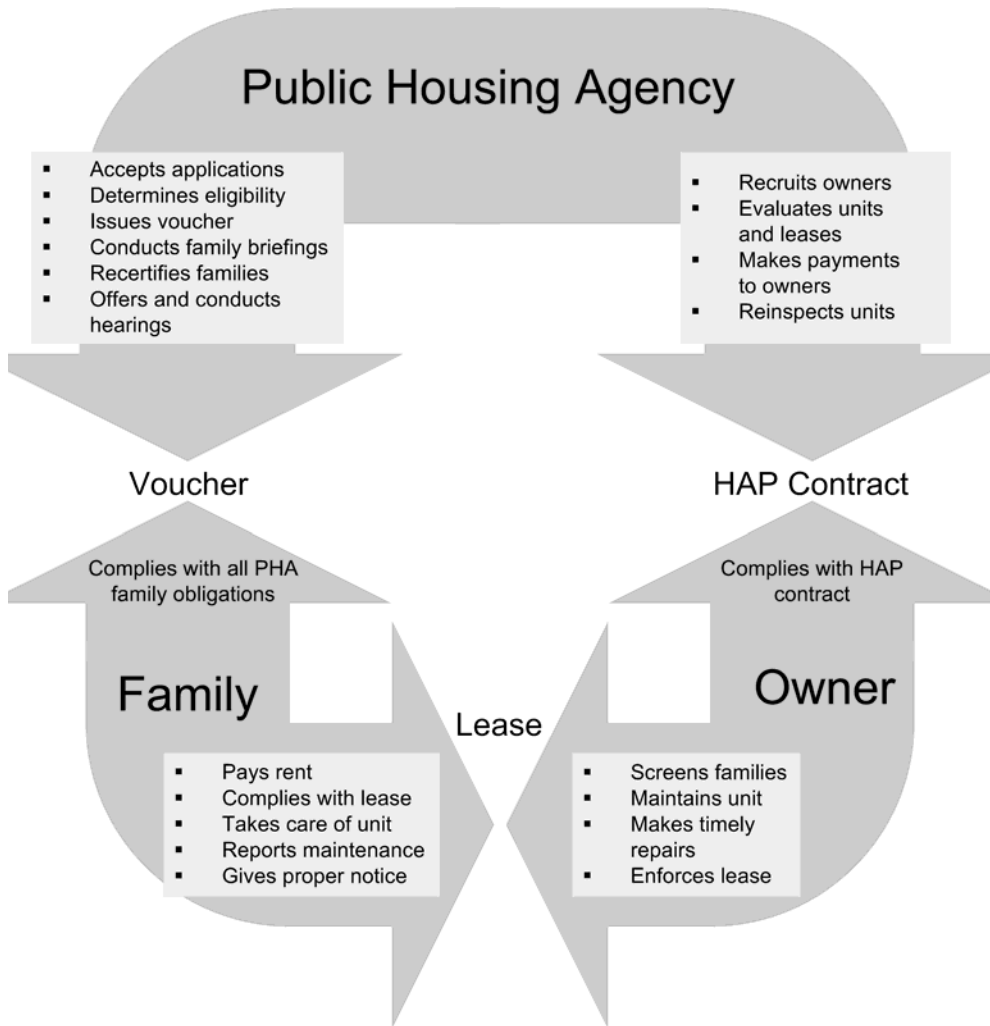 Public Housing Agency
▪ Accepts applications
▪ Determines eligibility
▪ Issues voucher
▪ Conducts family briefings
▪ Recertifies families
▪ Offers and conducts
hearings
▪ Recruits owners
▪ Evaluates units
and leases
▪ Makes payments
to owners
▪ Reinspects units
Voucher
HAP Contract
Complies with all PHA
family obligations
Complies with HAP
contract
Family
Owner
Lease
▪ Pays rent
▪ Complies with lease
▪ Takes care of unit
▪ Reports maintenance
▪ Gives proper notice
▪ Screens families
▪ Maintains unit
▪ Makes timely
repairs
▪ Enforces lease